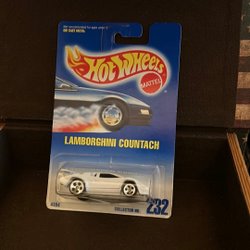 Hot Wheels
MATTEL
LAMBORGHINI COUNTACH
COLLECTOR NO.
232